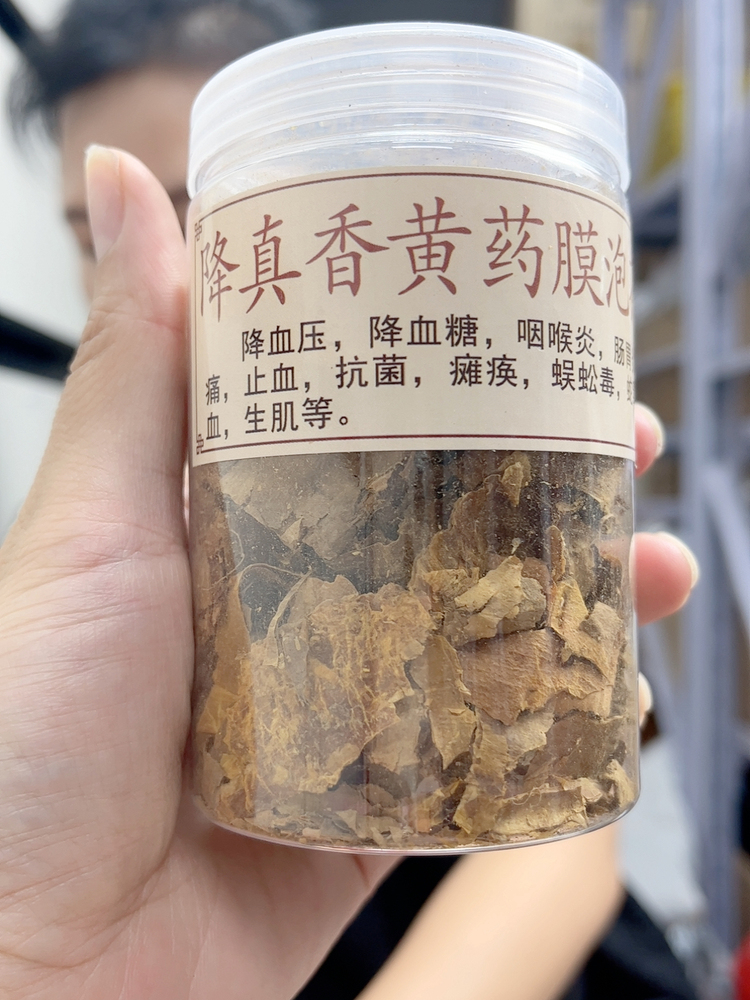 降真香黄药膜泡
降血压，降血糖，咽喉炎，肠胃
痛，止血，抗菌，瘫痪，蜈蚣毒，
血，生肌等。